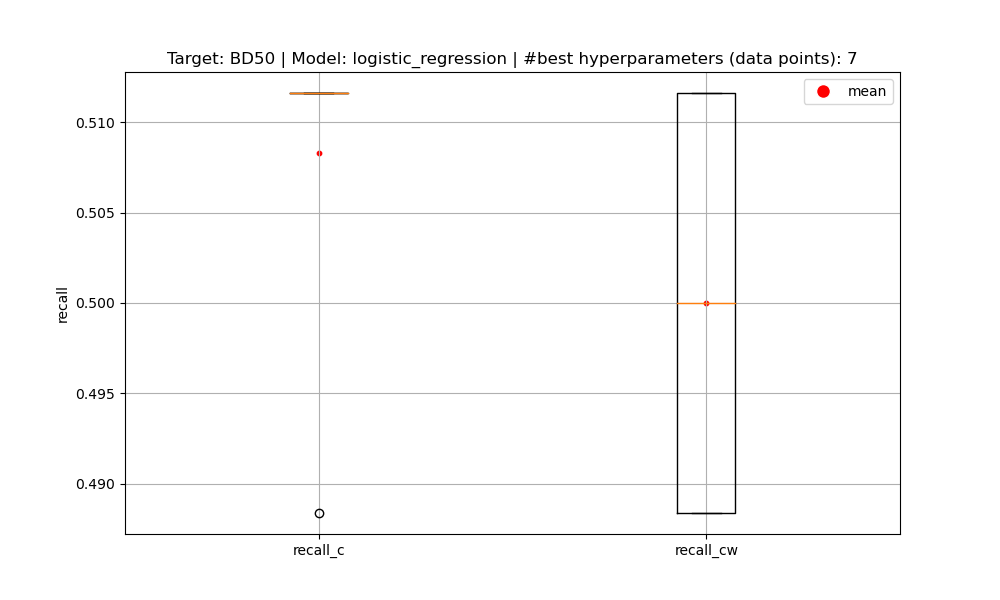 Target: BD50 | Model: logistic_regression | #best hyperparameters (data points): 7
mean
0.510
0.505
0.500
0.495
0.490
recall
recall_c
recall_cw